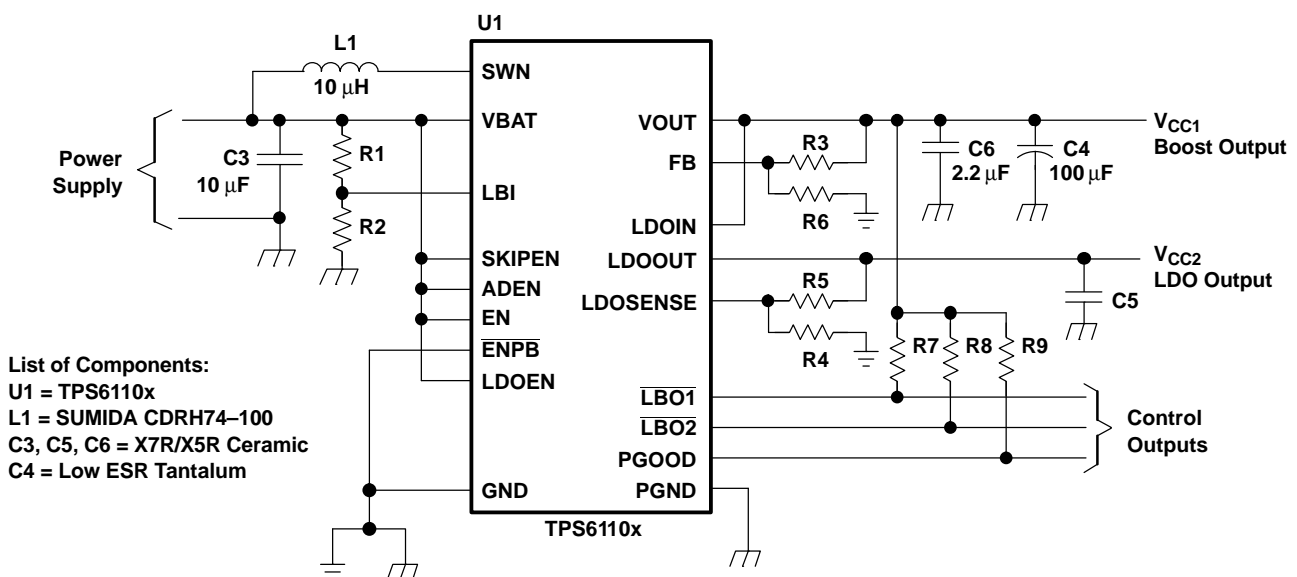 U1
L1
10 μH
SWN
VBAT
Power
Supply
C3
10 μF
R1
R2
LBI
SKIPEN
ADEN
EN
ENPB
LDOEN
GND
VOUT
FB
LDOIN
LDOOUT
LDOSENSE
LBO1
LBO2
PGOOD
PGND
TPS6110x
R3
R6
R5
R4
C6
2.2 μF
C4
100 μF
VCC1
Boost Output
VCC2
LDO Output
C5
R7
R8
R9
Control
Outputs
List of Components:
U1 = TPS6110x
L1 = SUMIDA CDRH74–100
C3, C5, C6 = X7R/X5R Ceramic
C4 = Low ESR Tantalum